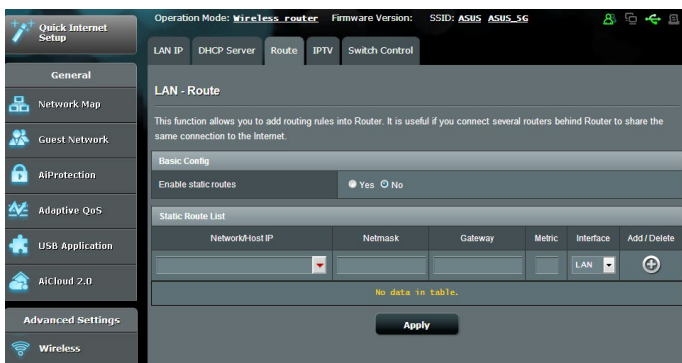 Quick Internet
Setup
General
Network Map
Guest Network
AiProtection
Adaptive QoS
USB Application
AiCloud 2.0
Advanced Settings
Wireless
Operation Mode: Wireless router Firmware Version: SSID: ASUS ASUS_5G
LAN IP DHCP Server Route IPTV Switch Control
LAN - Route
This function allows you to add routing rules into Router. It is useful if you connect several routers behind Router to share the
same connection to the Internet.
Basic Config
Enable static routes Yes No
Static Route List
Network/Host IP Netmask Gateway Metric Interface Add / Delete
LAN
No data in table.
Apply